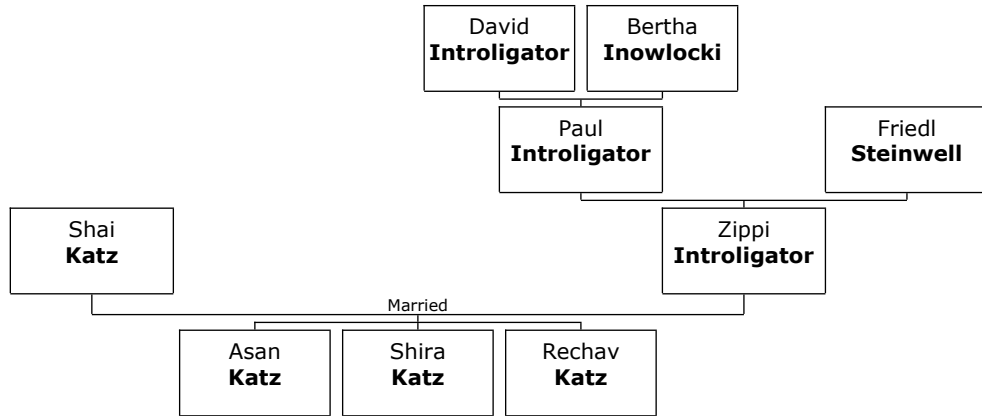 David
Introligator
Bertha
Inowlocki
Paul
Introligator
Friedl
Steinwell
Shai
Katz
Zippi
Introligator
Married
Asan
Katz
Shira
Katz
Rechav
Katz